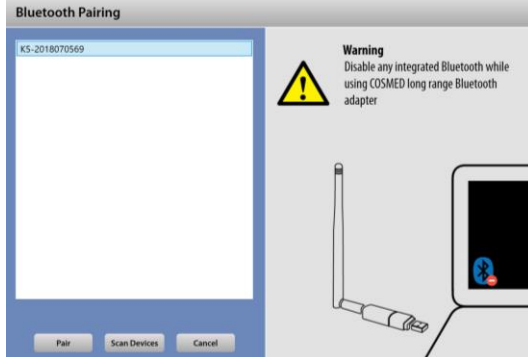 Bluetooth Pairing
K5-2018070569
Warning
Disable any integrated Bluetooth while
using COSMED long range Bluetooth
adapter
Pair
Scan Devices
Cancel